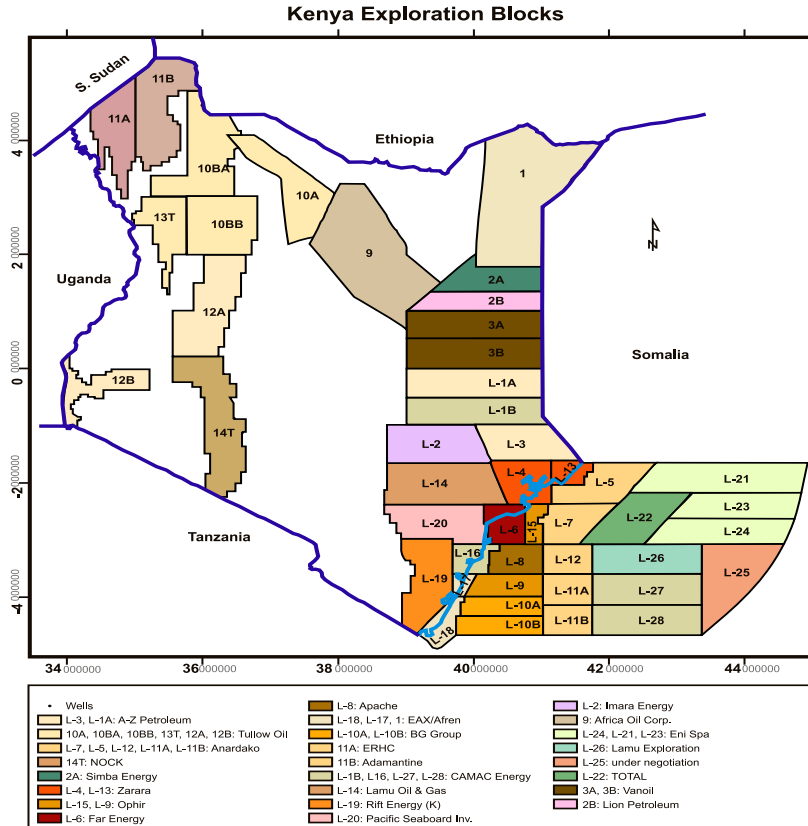 Kenya Exploration Blocks
S. Sudan
11B
11A
Ethiopia
4 000000
10BA
1
10A
13T
10BB
N
9
2 000000
Uganda
2A
2B
12A
3A
Somalia
3B
0 000000
12B
L-1A
L-1B
14T
L-2
L-3
L-4
L-13
L-5
L-21
-2 000000
L-14
L-23
L-22
L-20
L-6
L-15
L-7
L-24
Tanzania
L-16
L-8
L-12
L-26
L-25
L-19
L-17
L-9
L-11A
L-27
-4 000000
L-10A
L-18
L-10B
L-11B
L-28
34 000000 36 000000 38 000000 40 000000 42 000000 44 000000
Wells
L-3, L-1A: A-Z Petroleum
10A, 10BA, 10BB, 13T, 12A, 12B: Tullow Oil
L-7, L-5, L-12, L-11A, L-11B: Anardako
14T: NOCK
2A: Simba Energy
L-4, L-13: Zarara
L-15, L-9: Ophir
L-6: Far Energy
L-8: Apache
L-18, L-17, 1: EAX/Afren
L-10A, L-10B: BG Group
11A: ERHC
11B: Adamantine
L-1B, L16, L-27, L-28: CAMAC Energy
L-14: Lamu Oil & Gas
L-19: Rift Energy (K)
L-20: Pacific Seaboard Inv.
L-2: Imara Energy
9: Africa Oil Corp.
L-24, L-21, L-23: Eni Spa
L-26: Lamu Exploration
L-25: under negotiation
L-22: TOTAL
3A, 3B: Vanoil
2B: Lion Petroleum